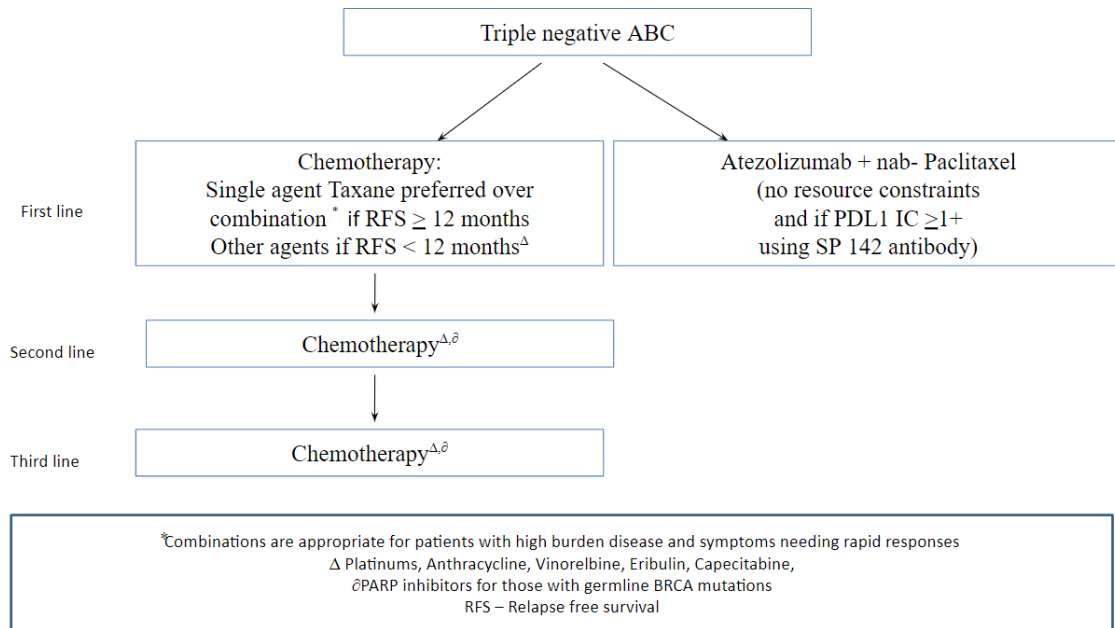 Triple negative ABC
First line
Chemotherapy:
Single agent Taxane preferred over
combination * if RFS ≥ 12 months
Other agents if RFS < 12 monthsΔ
Atezolizumab + nab- Paclitaxel
(no resource constraints
and if PDL1 IC ≥1+
using SP 142 antibody)
Second line
ChemotherapyΔ,∂
Third line
ChemotherapyΔ,∂
*Combinations are appropriate for patients with high burden disease and symptoms needing rapid responses
Δ Platinums, Anthracycline, Vinorelbine, Eribulin, Capecitabine,
∂PARP inhibitors for those with germline BRCA mutations
RFS – Relapse free survival